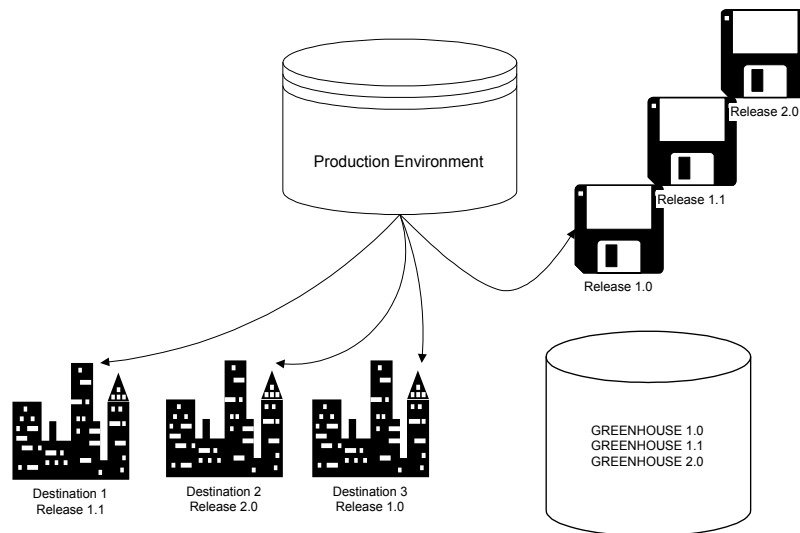 Release 2.0
Production Environment
Release 1.1
Release 1.0
GREENHOUSE 1.0
GREENHOUSE 1.1
GREENHOUSE 2.0
Destination 1
Release 1.1
Destination 2
Release 2.0
Destination 3
Release 1.0